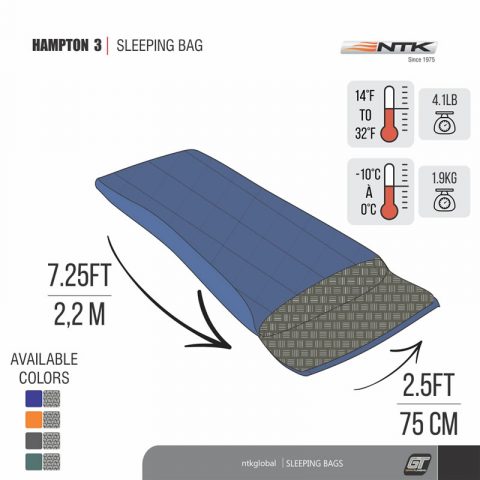 HAMPTON 3 | SLEEPING BAG
NTK
Since 1975
14°F
TO
32°F
4.1LB
-10°C
À
0°C
1.9KG
7.25FT
2,2 M
AVAILABLE
COLORS
2.5FT
75 CM
ntkglobal | SLEEPING BAGS
GT